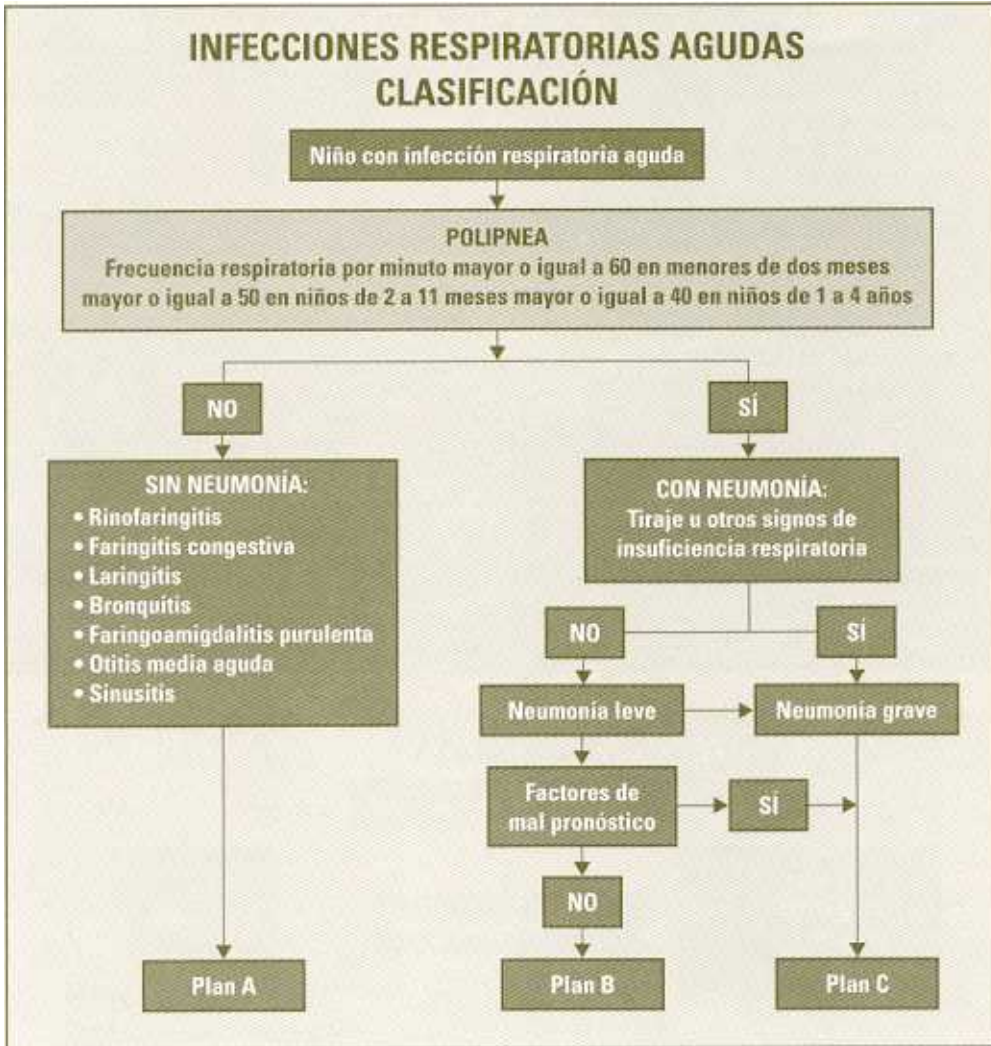 INFECCIONES RESPIRATORIAS AGUDAS
CLASIFICACIÓN
Niño con infección respiratoria aguda
POLIPNEA
Frecuencia respiratoria por minuto mayor o igual a 60 en menores de dos meses
mayor o igual a 50 en niños de 2 a 11 meses mayor o igual a 40 en niños de 1 a 4 años
NO
SÍ
SIN NEUMONÍA:
• Rinofaringitis
• Faringitis congestiva
• Laringitis
• Bronquitis
• Faringoamigdalitis purulenta
• Otitis media aguda
• Sinusitis
CON NEUMONÍA:
Tiraje u otros signos de
insuficiencia respiratoria
NO
SÍ
Neumonía leve
Neumonía grave
Factores de
mal pronóstico
SÍ
NO
Plan A
Plan B
Plan C